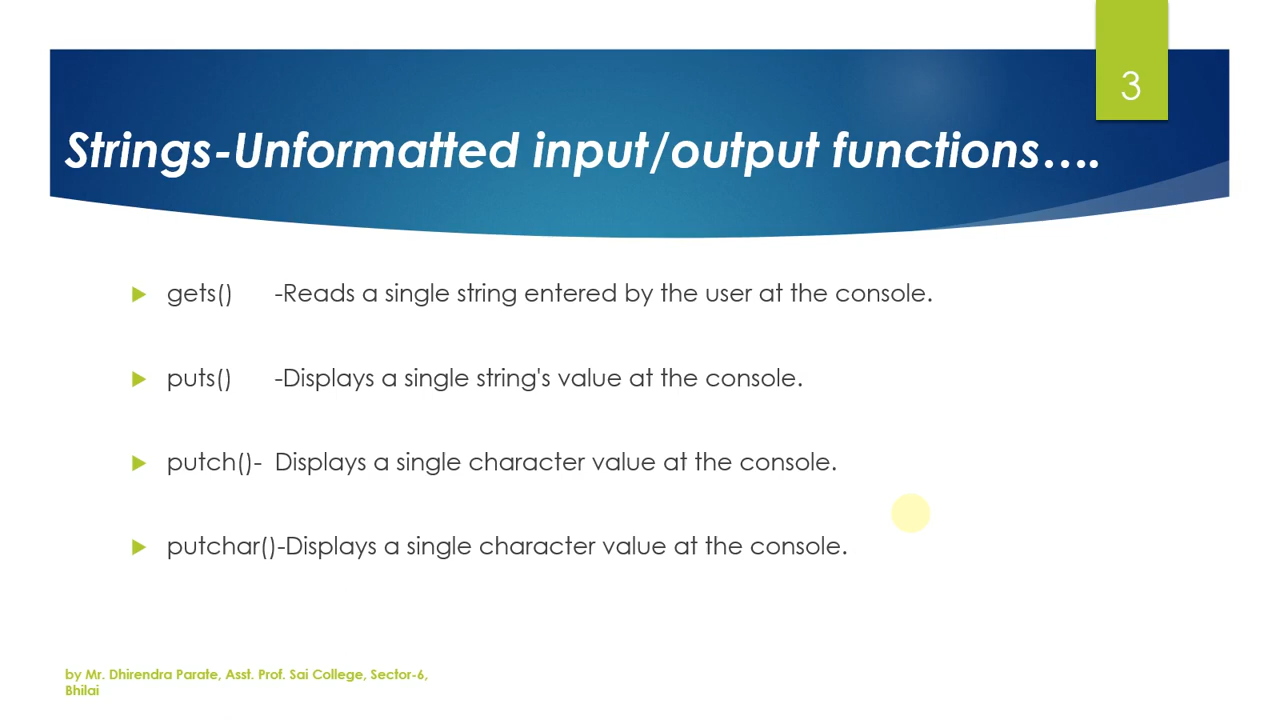 3
Strings-Unformatted input/output functions….
gets() -Reads a single string entered by the user at the console.
puts() -Displays a single string's value at the console.
putch()- Displays a single character value at the console.
putchar()-Displays a single character value at the console.
by Mr. Dhirendra Parate, Asst. Prof. Sai College, Sector-6,
Bhilai